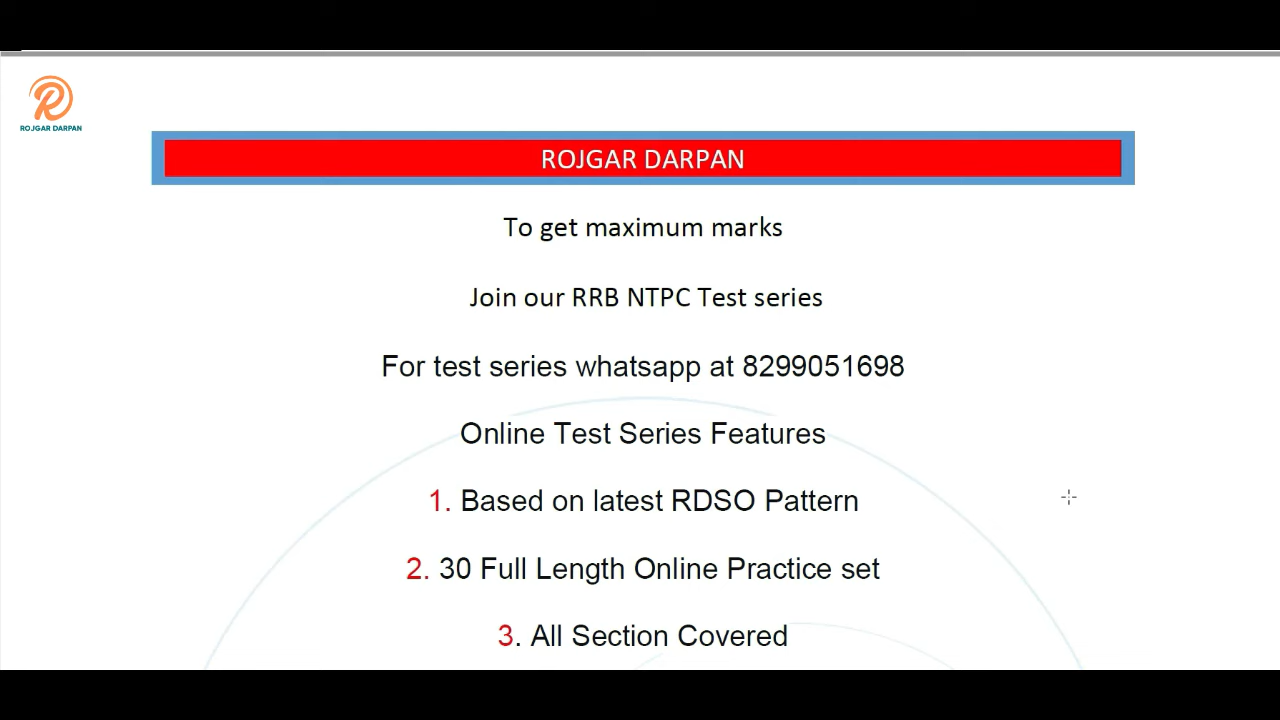 ROJGAR DARPAN
ROJGAR DARPAN
To get maximum marks
Join our RRB NTPC Test series
For test series whatsapp at 8299051698
Online Test Series Features
1. Based on latest RDSO Pattern
2. 30 Full Length Online Practice set
3. All Section Covered